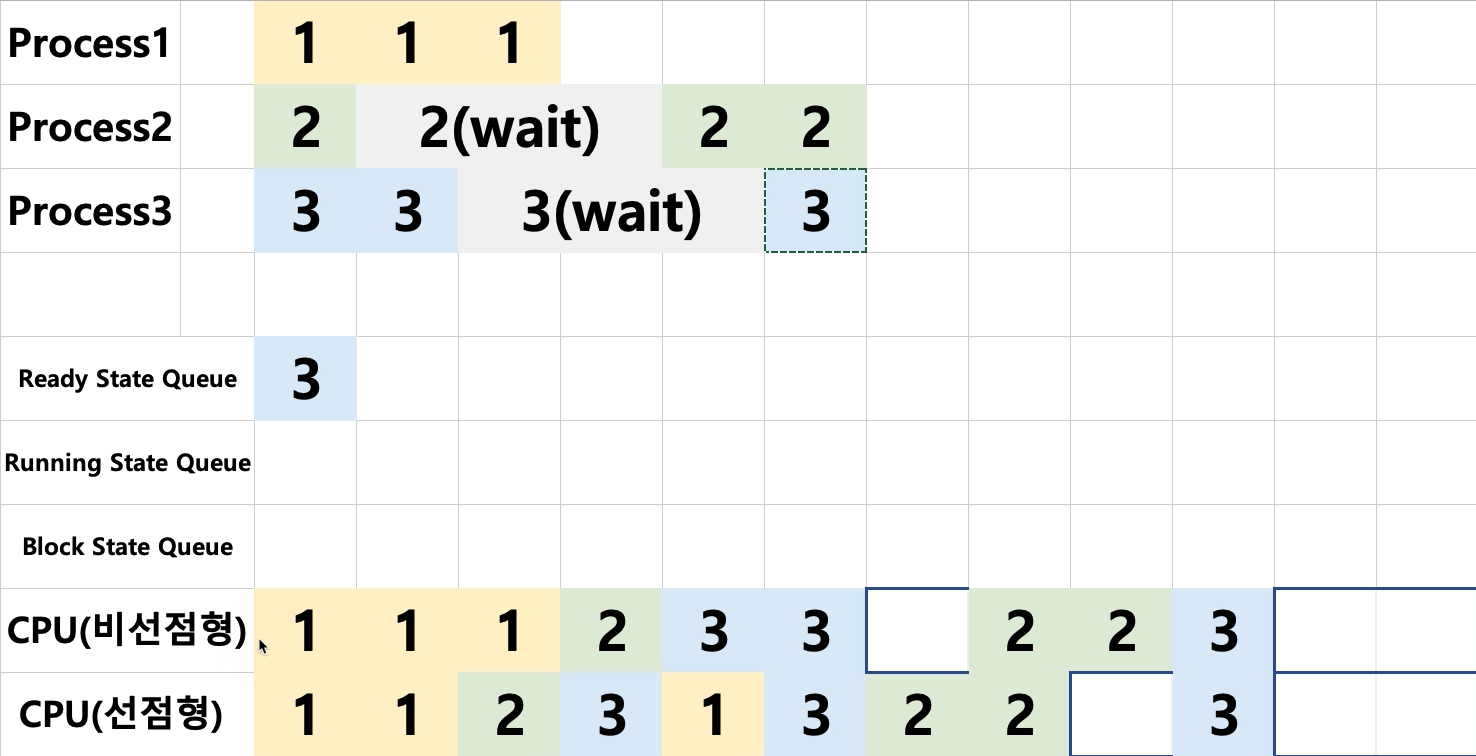 Process1 1 1 1
Process2 2 2(wait) 2 2
Process3 3 3 3(wait) 3
Ready State Queue 3
Running State Queue
Block State Queue
CPU(비선점형) 1 1 1 2 3 3 2 2 3
CPU(선점형) 1 1 2 3 1 3 2 2 3